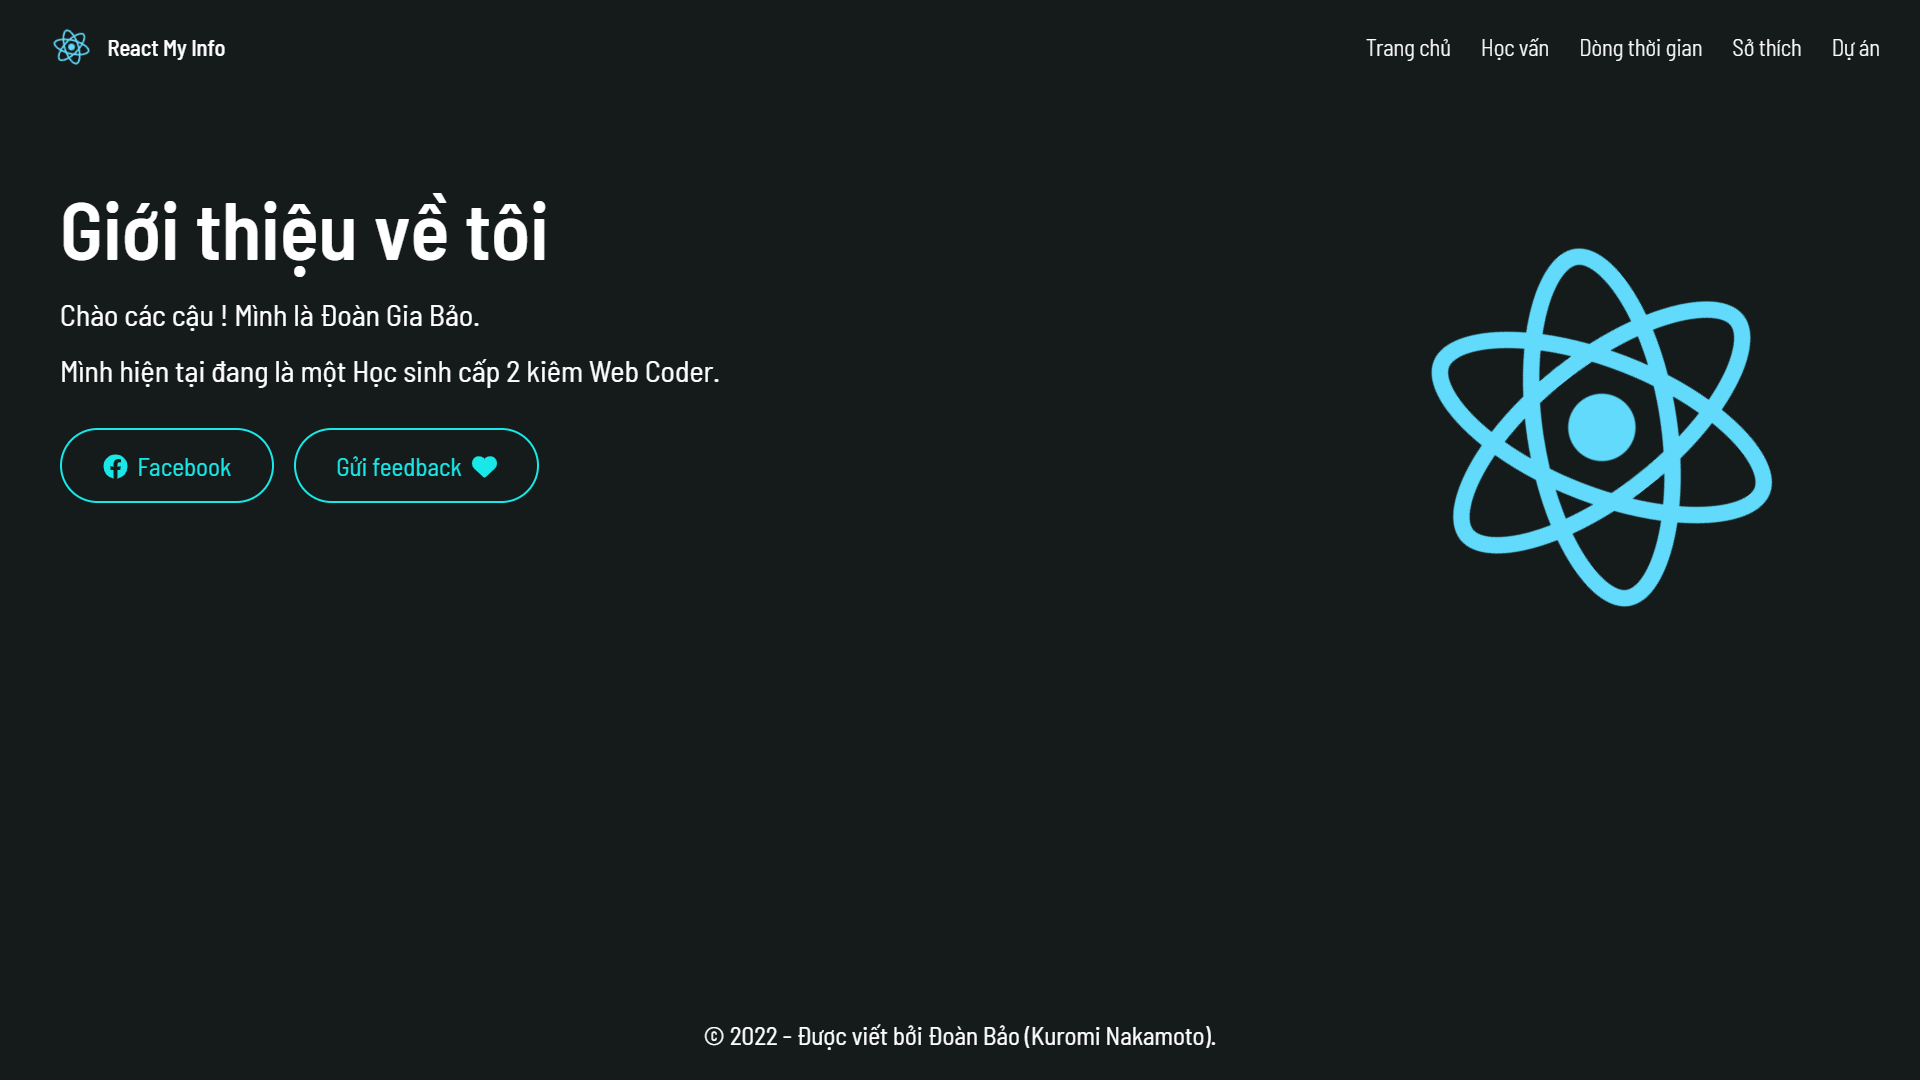 React My Info
Trang chủ
Học vấn
Dòng thời gian
Sở thích
Dự án
Giới thiệu về tôi
Chào các cậu ! Mình là Đoàn Gia Bảo.
Mình hiện tại đang là một Học sinh cấp 2 kiêm Web Coder.
Facebook
Gửi feedback
© 2022 - Được viết bởi Đoàn Bảo (Kuromi Nakamoto).